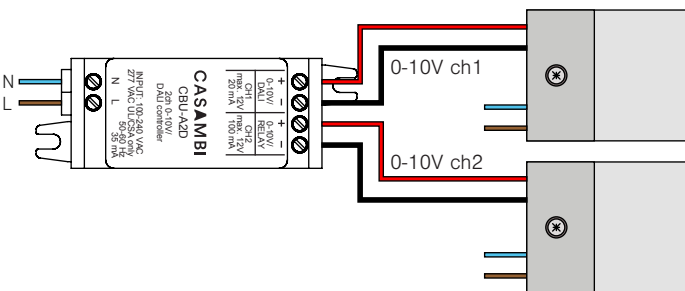 N
L
N
L
INPUT: 100-240 VAC
277 VAC UL/CSA only
50-60 Hz
35 mA
CASAMBI
CBU-A2D
2ch 0-10V/
DALI controller
+ −
0-10V/
DALI
CH1
max. 12V
20 mA
+ −
0-10V/
RELAY
CH2
max. 12V
100 mA
0-10V ch1
0-10V ch2